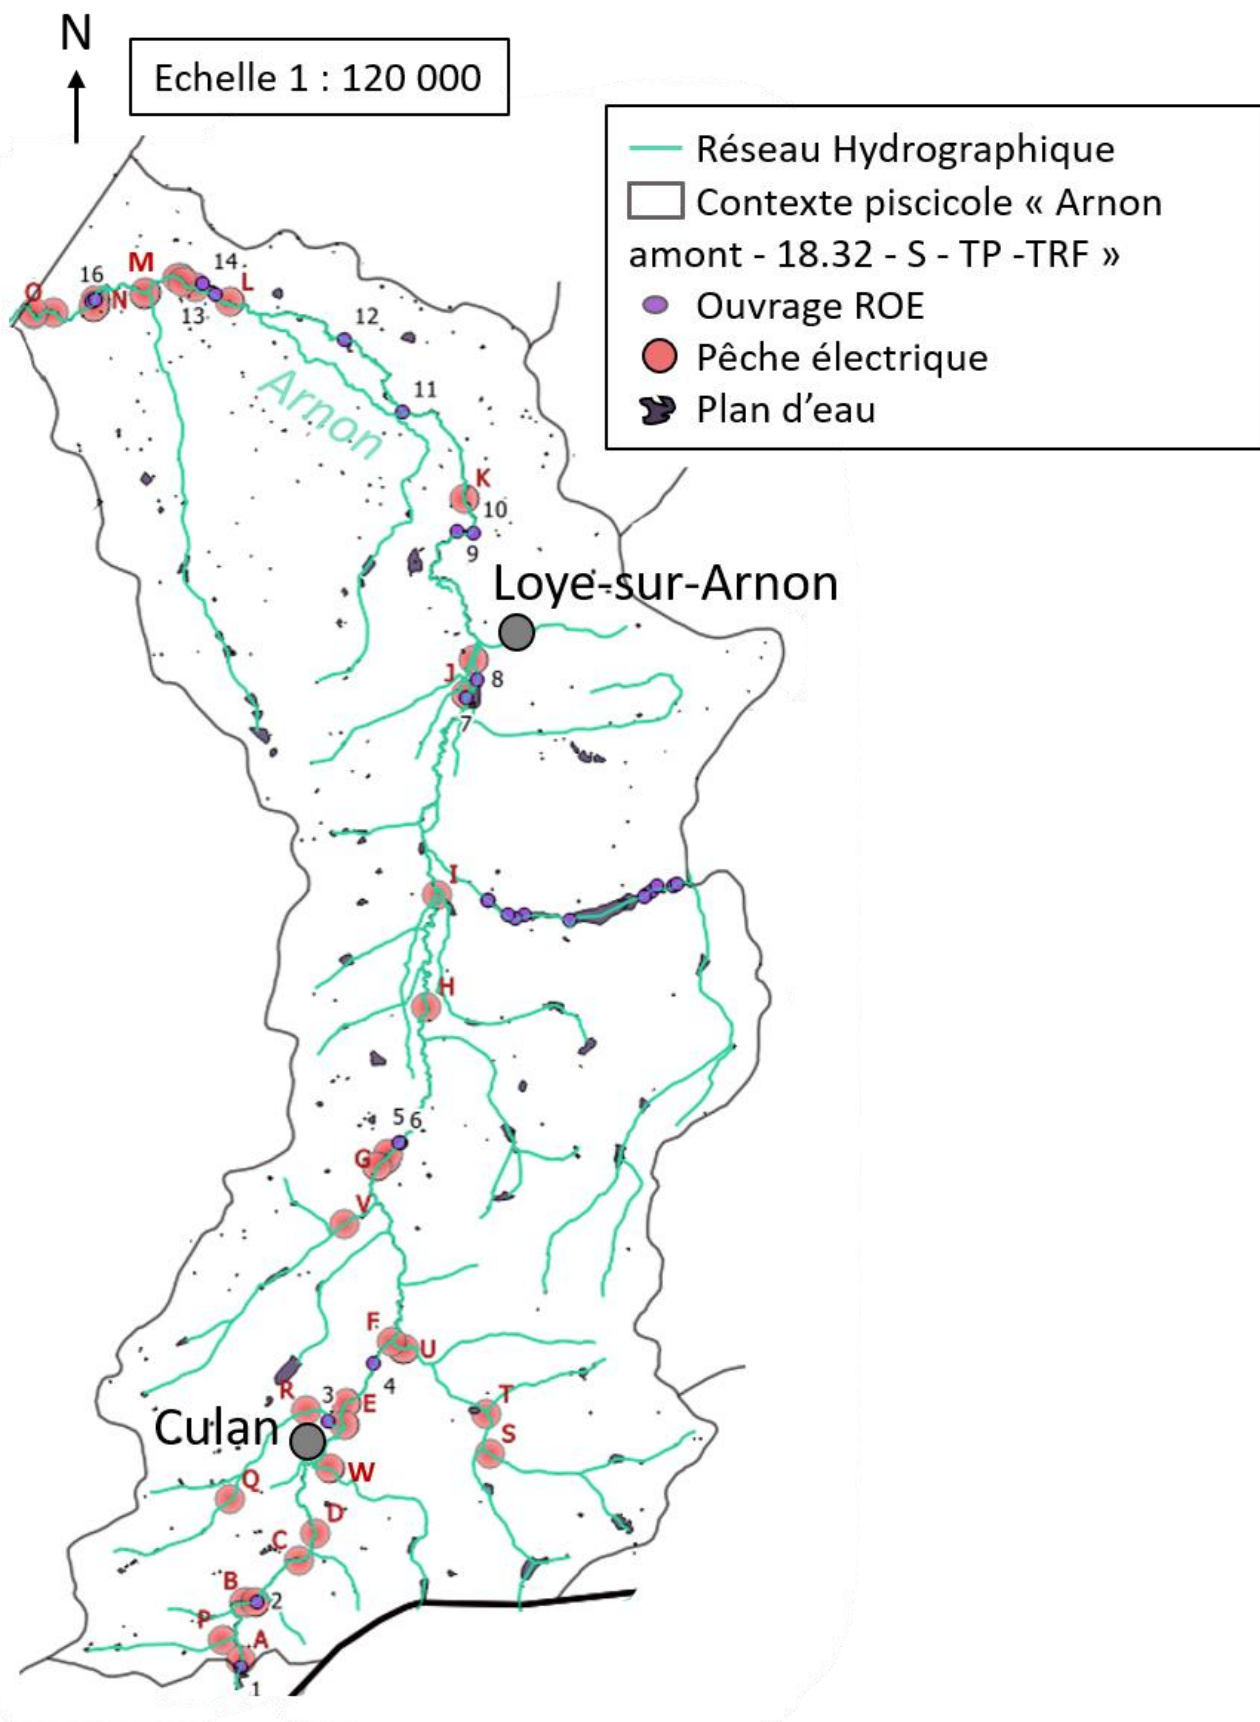 N
Echelle 1 : 120 000
Réseau Hydrographique
Contexte piscicole « Arnon
amont - 18.32 - S - TP -TRF »
Ouvrage ROE
Pêche électrique
Plan d’eau
M
14
16
L
O
N
13
12
Arnon
11
K
10
9
Loye-sur-Arnon
J
8
7
I
H
5 6
G
V
F
U
4
R
3
E
T
Culan
S
W
Q
D
C
B
2
P
A
1